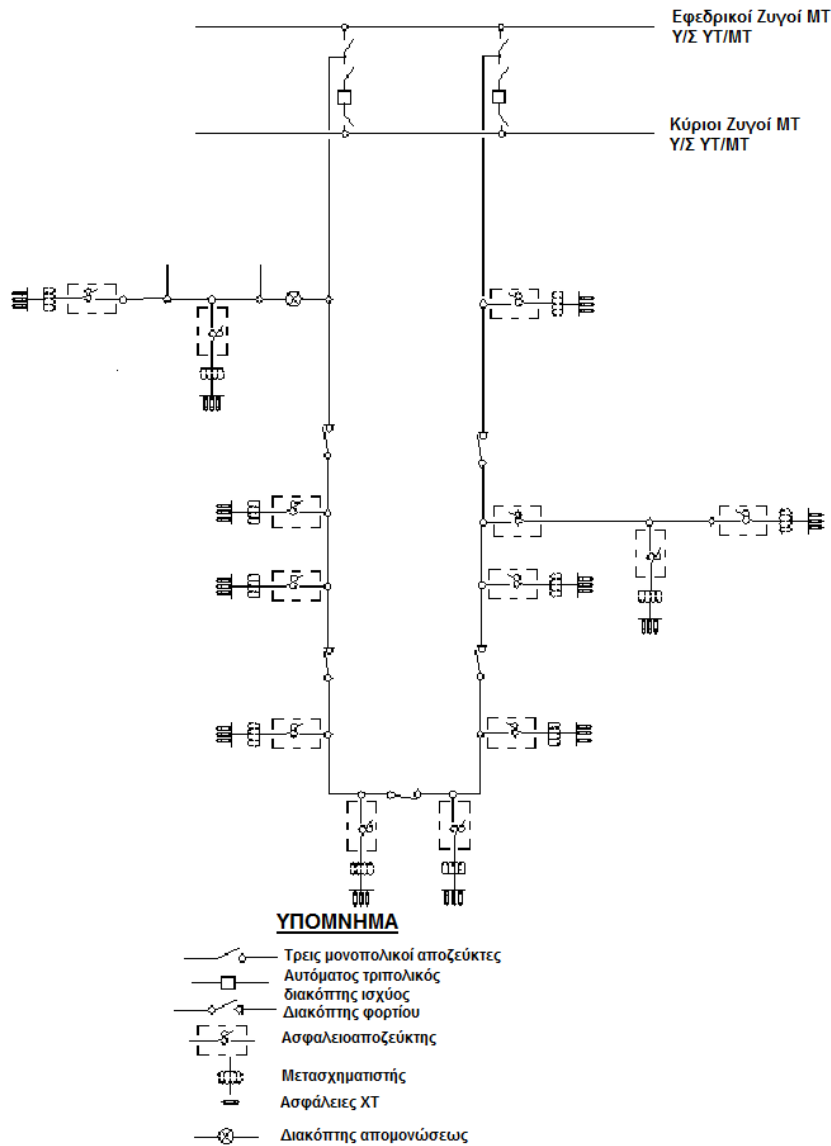 Εφεδρικοί Ζυγοί ΜΤ
Υ/Σ ΥΤ/ΜΤ
Κύριοι Ζυγοί ΜΤ
Υ/Σ ΥΤ/ΜΤ
ΥΠΟΜΝΗΜΑ
Τρεις μονοπολικοί αποζεύκτες
Αυτόματος τριπολικός
διακόπτης ισχύος
Διακόπτης φορτίου
Ασφαλειοαποζεύκτης
Μετασχηματιστής
Ασφάλειες ΧΤ
Διακόπτης απομονώσεως